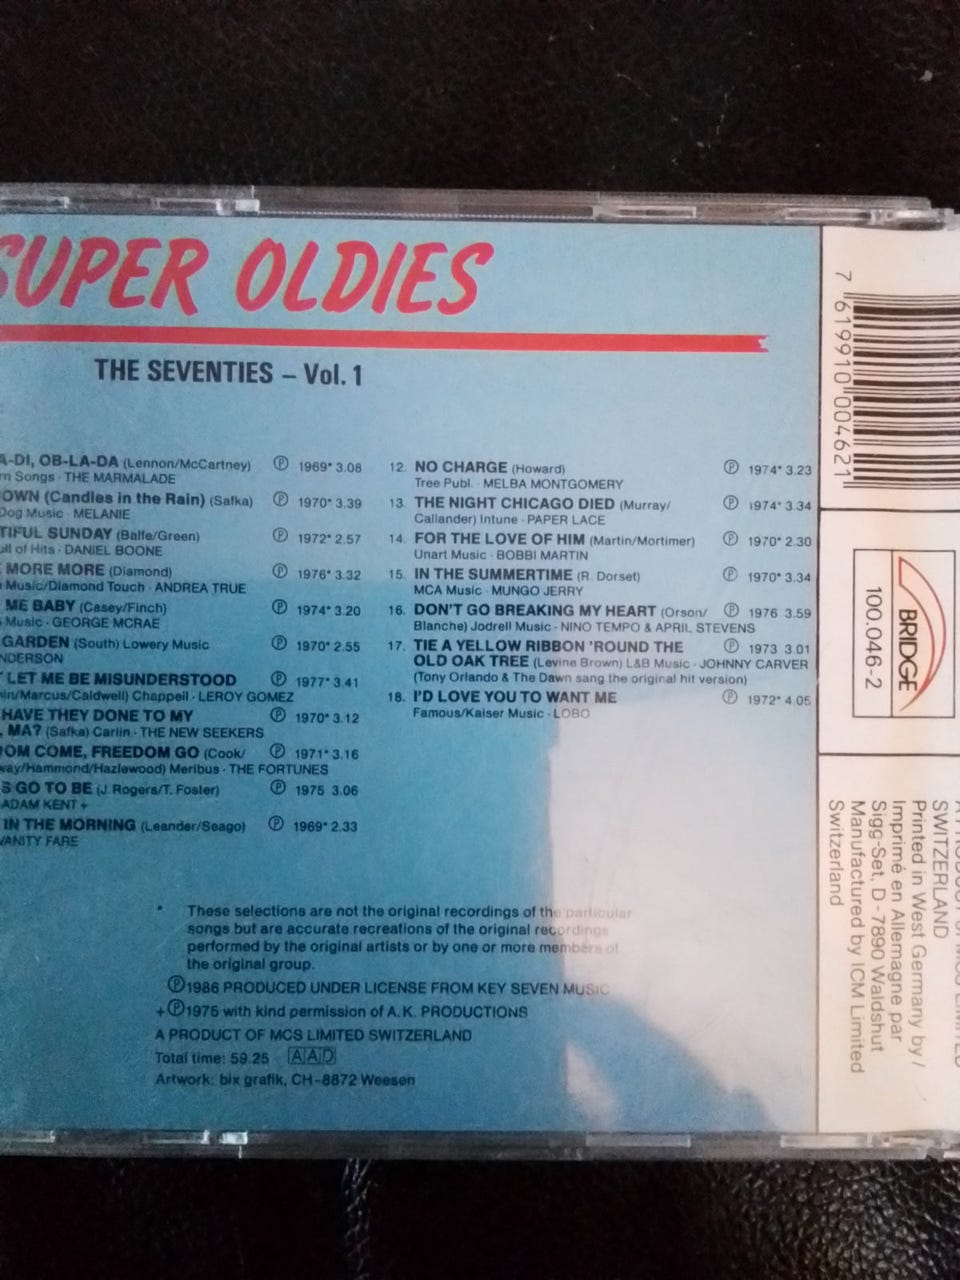 SUPER OLDIES
THE SEVENTIES – Vol. 1
A-DI, OB-LA-DA (Lennon/McCartney) ℗ 1969* 3.08
rn Songs · THE MARMALADE
OWN (Candles in the Rain) (Safka) ℗ 1970* 3.39
Dog Music · MELANIE
TIFUL SUNDAY (Balfe/Green) ℗ 1972* 2.57
ull of Hits · DANIEL BOONE
MORE MORE (Diamond) ℗ 1976* 3.32
Music/Diamond Touch · ANDREA TRUE
ME BABY (Casey/Finch) ℗ 1974* 3.20
Music · GEORGE MCRAE
GARDEN (South) Lowery Music ℗ 1970* 2.55
NDERSON
LET ME BE MISUNDERSTOOD ℗ 1977* 3.41
in/Marcus/Caldwell) Chappell · LEROY GOMEZ
HAVE THEY DONE TO MY ℗ 1970* 3.12
, MA? (Safka) Carlin · THE NEW SEEKERS
OM COME, FREEDOM GO (Cook/ ℗ 1971* 3.16
way/Hammond/Hazlewood) Meribus · THE FORTUNES
S GO TO BE (J. Rogers/T. Foster) ℗ 1975 3.06
ADAM KENT +
IN THE MORNING (Leander/Seago) ℗ 1969* 2.33
VANITY FARE
12. NO CHARGE (Howard) ℗ 1974* 3.23
Tree Publ. · MELBA MONTGOMERY
13. THE NIGHT CHICAGO DIED (Murray/ ℗ 1974* 3.34
Callander) Intune · PAPER LACE
14. FOR THE LOVE OF HIM (Martin/Mortimer) ℗ 1970* 2.30
Unart Music · BOBBI MARTIN
15. IN THE SUMMERTIME (R. Dorset) ℗ 1970* 3.34
MCA Music · MUNGO JERRY
16. DON'T GO BREAKING MY HEART (Orson/ ℗ 1976 3.59
Blanche) Jodrell Music · NINO TEMPO & APRIL STEVENS
17. TIE A YELLOW RIBBON 'ROUND THE ℗ 1973 3.01
OLD OAK TREE (Levine Brown) L&B Music · JOHNNY CARVER
(Tony Orlando & The Dawn sang the original hit version)
18. I'D LOVE YOU TO WANT ME ℗ 1972* 4.05
Famous/Kaiser Music · LOBO
* These selections are not the original recordings of the particular
songs but are accurate recreations of the original recordings
performed by the original artists or by one or more members of
the original group.
℗1986 PRODUCED UNDER LICENSE FROM KEY SEVEN MUSIC
+℗1975 with kind permission of A.K. PRODUCTIONS
A PRODUCT OF MCS LIMITED SWITZERLAND
Total time: 59.25 AAD
Artwork: bix grafik, CH-8872 Weesen
7 619910 004621
BRIDGE
100.046-2
A PRODUCT OF MCS LIMITED
SWITZERLAND
Printed in West Germany by /
Imprimé en Allemagne par
Sigg-Set, D-7890 Waldshut
Manufactured by ICM Limited
Switzerland